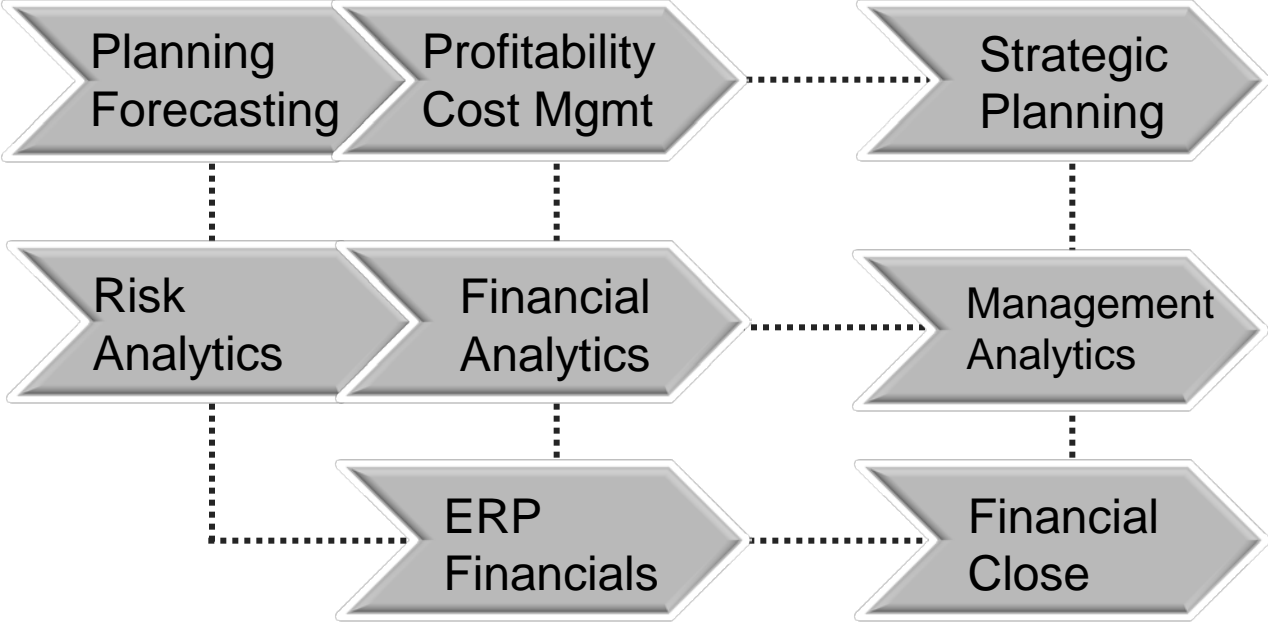 Planning
Forecasting
Profitability
Cost Mgmt
Strategic
Planning
Risk
Analytics
Financial
Analytics
Management
Analytics
ERP
Financials
Financial
Close